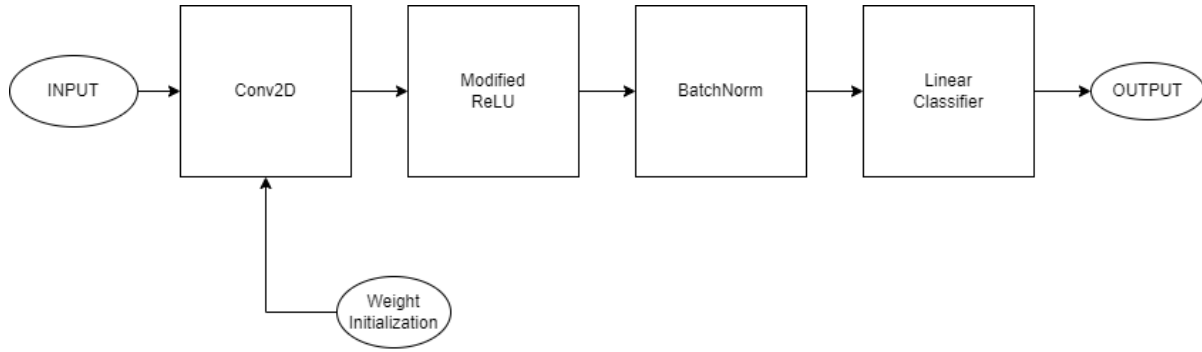 INPUT
Conv2D
Modified
ReLU
BatchNorm
Linear
Classifier
OUTPUT
Weight
Initialization